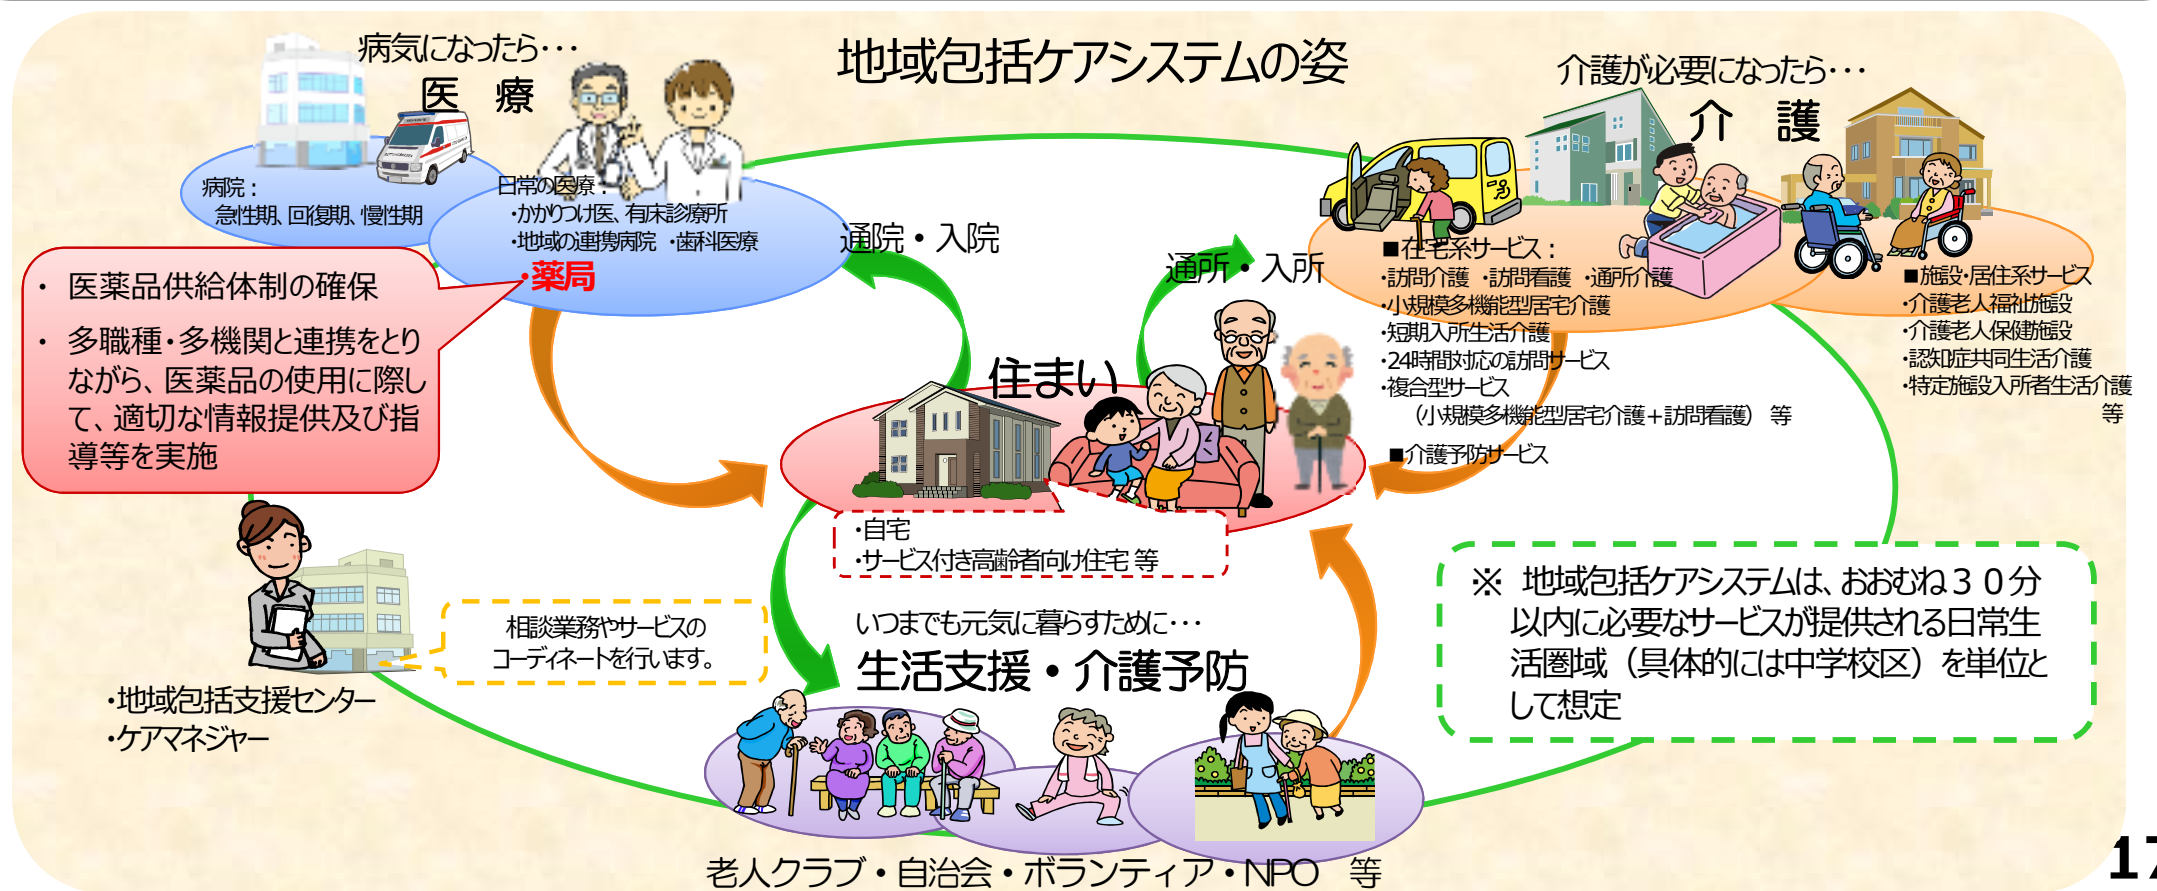 地域包括ケアシステムの姿
病気になったら･･･
医 療
病院：
急性期､回復期､慢性期
日常の医療：
・かかりつけ医、有床診療所
・地域の連携病院 ・歯科医療
・薬局
・ 医薬品供給体制の確保
・ 多職種・多機関と連携をとり
ながら、医薬品の使用に際し
て、適切な情報提供及び指
導等を実施
通院・入院
通所・入所
介護が必要になったら･･･
介 護
■在宅系サービス：
・訪問介護 ・訪問看護 ・通所介護
・小規模多機能型居宅介護
・短期入所生活介護
・24時間対応の訪問サービス
・複合型サービス
（小規模多機能型居宅介護＋訪問看護） 等
■介護予防サービス
■施設・居住系サービス
・介護老人福祉施設
・介護老人保健施設
・認知症共同生活介護
・特定施設入所者生活介護
等
住まい
・自宅
・サービス付き高齢者向け住宅 等
相談業務やサービスの
コーディネートを行います。
・地域包括支援センター
・ケアマネジャー
いつまでも元気に暮らすために･･･
生活支援・介護予防
老人クラブ・自治会・ボランティア・NPO 等
※ 地域包括ケアシステムは、おおむね３０分
以内に必要なサービスが提供される日常生
活圏域（具体的には中学校区）を単位と
して想定
17